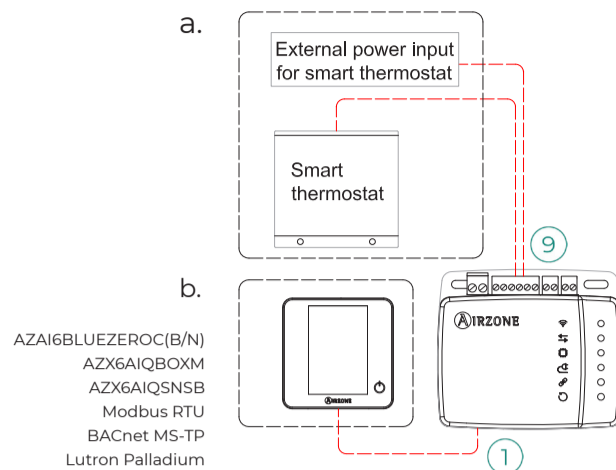 a.
External power input
for smart thermostat
Smart
thermostat
9
b.
AZAI6BLUEZEROC(B/N)
AZX6AIQBOXM
AZX6AIQSNSB
Modbus RTU
BACnet MS-TP
Lutron Palladium
AIRZONE
AIRZONE
1